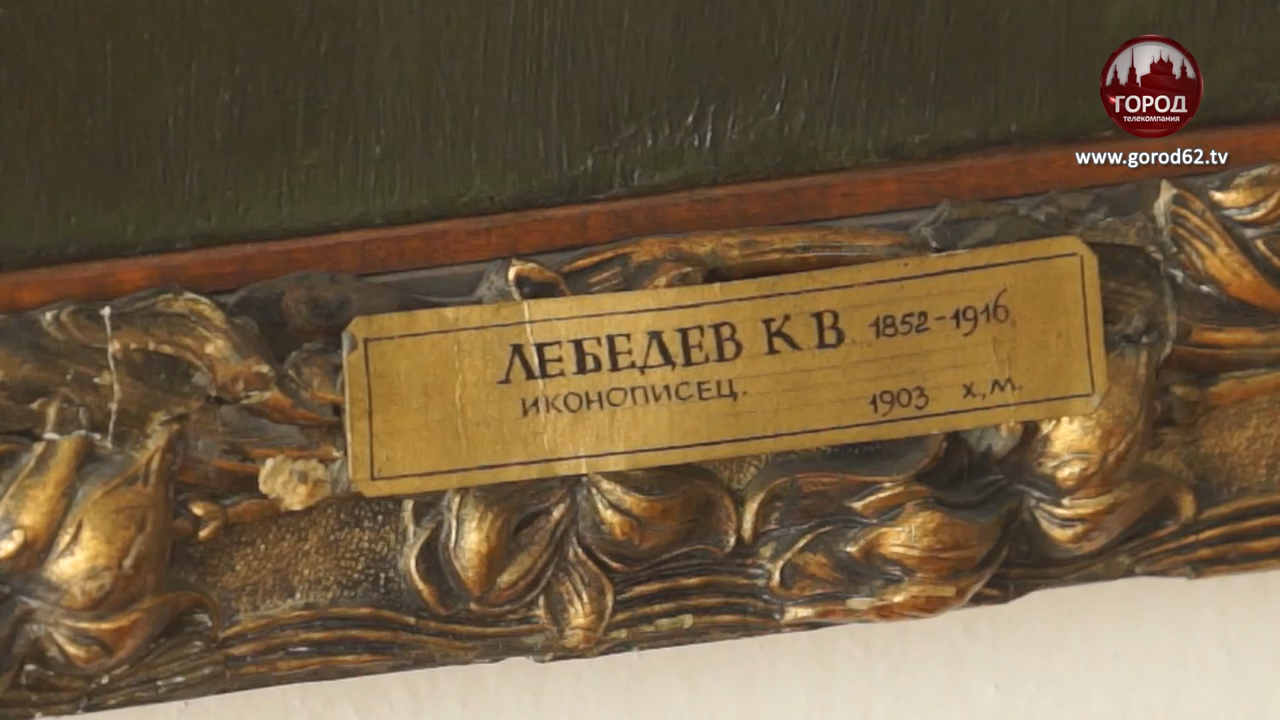 ГОРОД
телекомпания
www.gorod62.tv
ЛЕБЕДЕВ К В 1852-1916
ИКОНОПИСЕЦ. 1903 х,м.